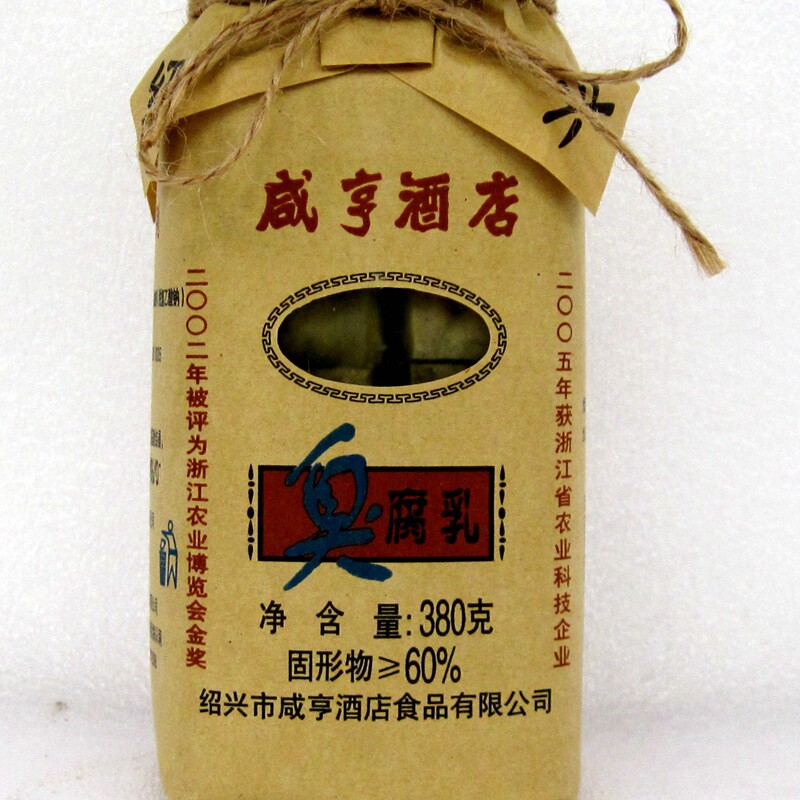 绍
兴
咸亨酒店
二〇〇二年被评为浙江农业博览会金奖
二〇〇五年获浙江省农业科技企业
臭腐乳
净含量:380克
固形物≥60%
绍兴市咸亨酒店食品有限公司